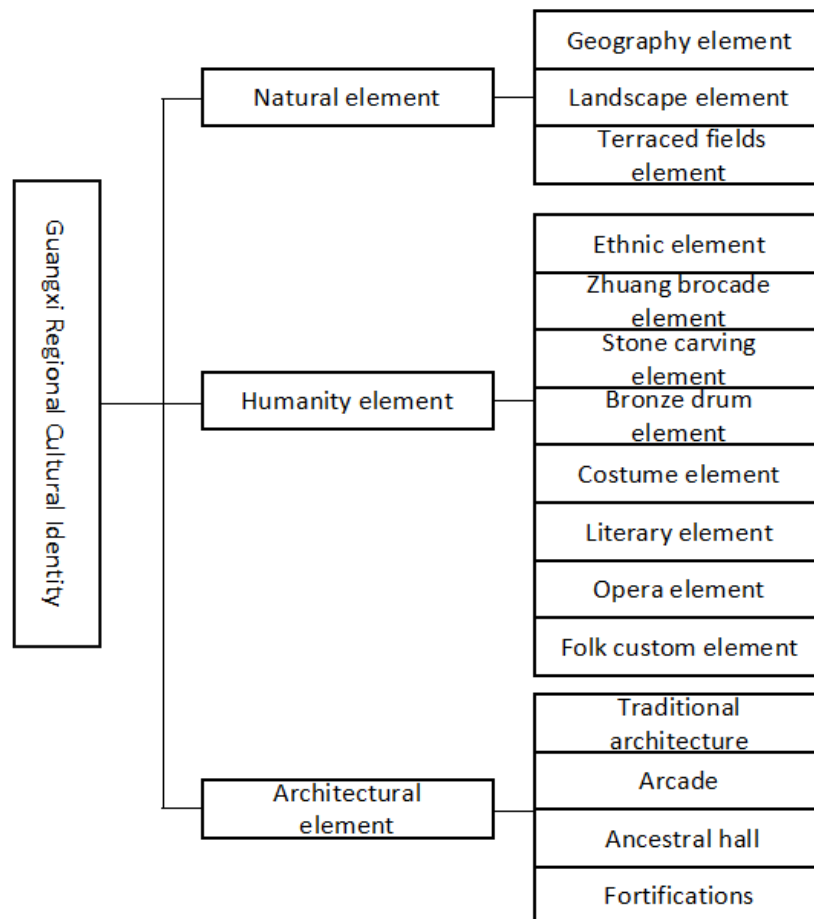 Guangxi Regional Cultural Identity
Natural element
Geography element
Landscape element
Terraced fields
element
Humanity element
Ethnic element
Zhuang brocade
element
Stone carving
element
Bronze drum
element
Costume element
Literary element
Opera element
Folk custom element
Architectural
element
Traditional
architecture
Arcade
Ancestral hall
Fortifications